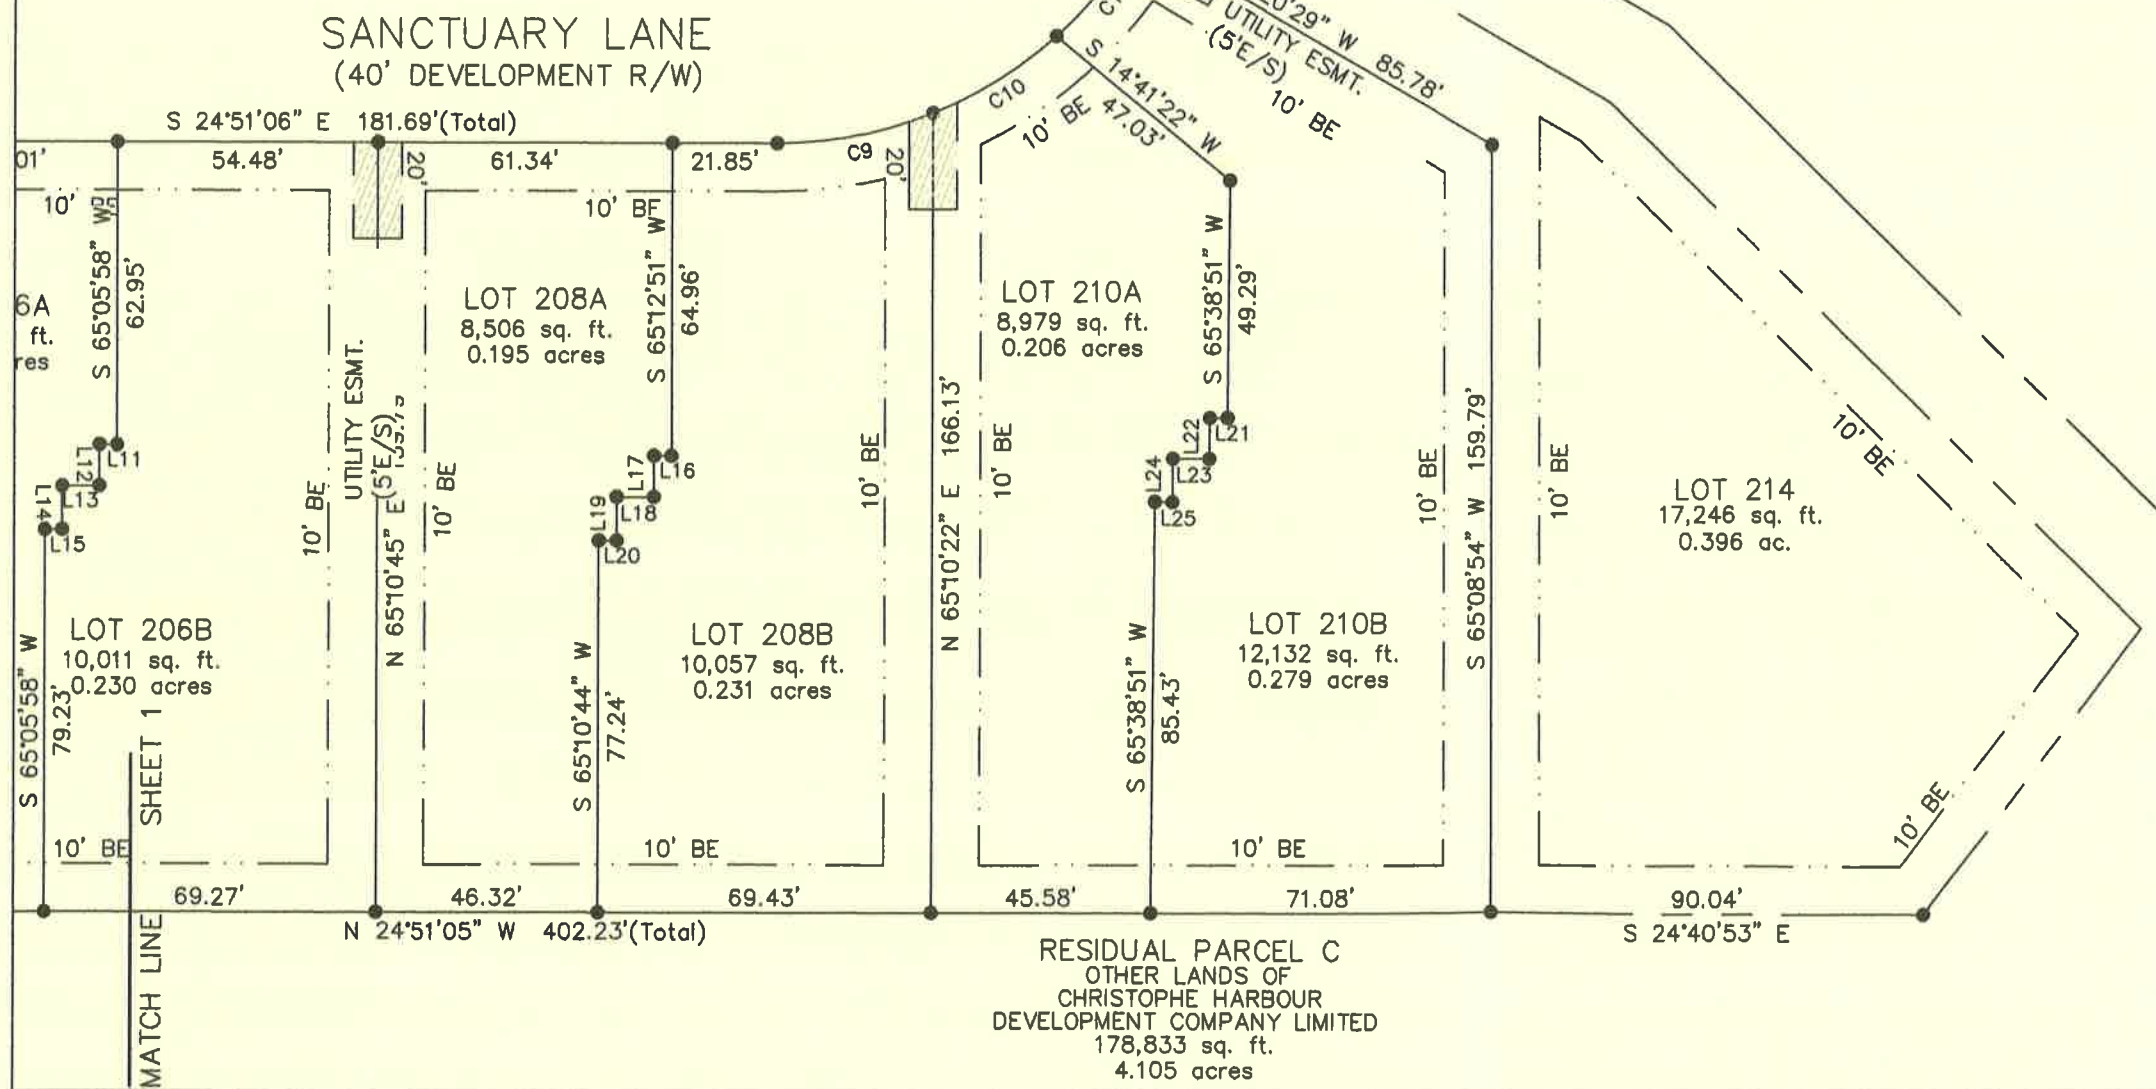 SANCTUARY LANE
(40' DEVELOPMENT R/W)
S 24°51'06" E 181.69'(Total)
01'
54.48'
61.34'
21.85'
C9
C10
20'
20'
20'29" W 85.78'
UTILITY ESMT.
(5'E/S)
10' BE
S 14°41'22" W
47.03'
10' BE
10'
10' BE
S 65°05'58" W
62.95'
S 65°12'51" W
64.96'
S 65°38'51" W
49.29'
6A
ft.
res
LOT 208A
8,506 sq. ft.
0.195 acres
LOT 210A
8,979 sq. ft.
0.206 acres
L11
L12
L13
L14
L15
L16
L17
L18
L19
L20
L21
L22
L23
L24
L25
10' BE
UTILITY ESMT.
(5'E/S)
N 65°10'45" E
10' BE
10' BE
N 65°10'22" E 166.13'
10' BE
10' BE
S 65°08'54" W 159.79'
10' BE
10' BE
LOT 214
17,246 sq. ft.
0.396 ac.
LOT 206B
10,011 sq. ft.
0.230 acres
LOT 208B
10,057 sq. ft.
0.231 acres
LOT 210B
12,132 sq. ft.
0.279 acres
S 65°05'58" W
79.23'
S 65°10'44" W
77.24'
S 65°38'51" W
85.43'
MATCH LINE SHEET 1
10' BE
10' BE
10' BE
10' BE
69.27'
46.32'
69.43'
45.58'
71.08'
90.04'
N 24°51'05" W 402.23'(Total)
S 24°40'53" E
RESIDUAL PARCEL C
OTHER LANDS OF
CHRISTOPHE HARBOUR
DEVELOPMENT COMPANY LIMITED
178,833 sq. ft.
4.105 acres